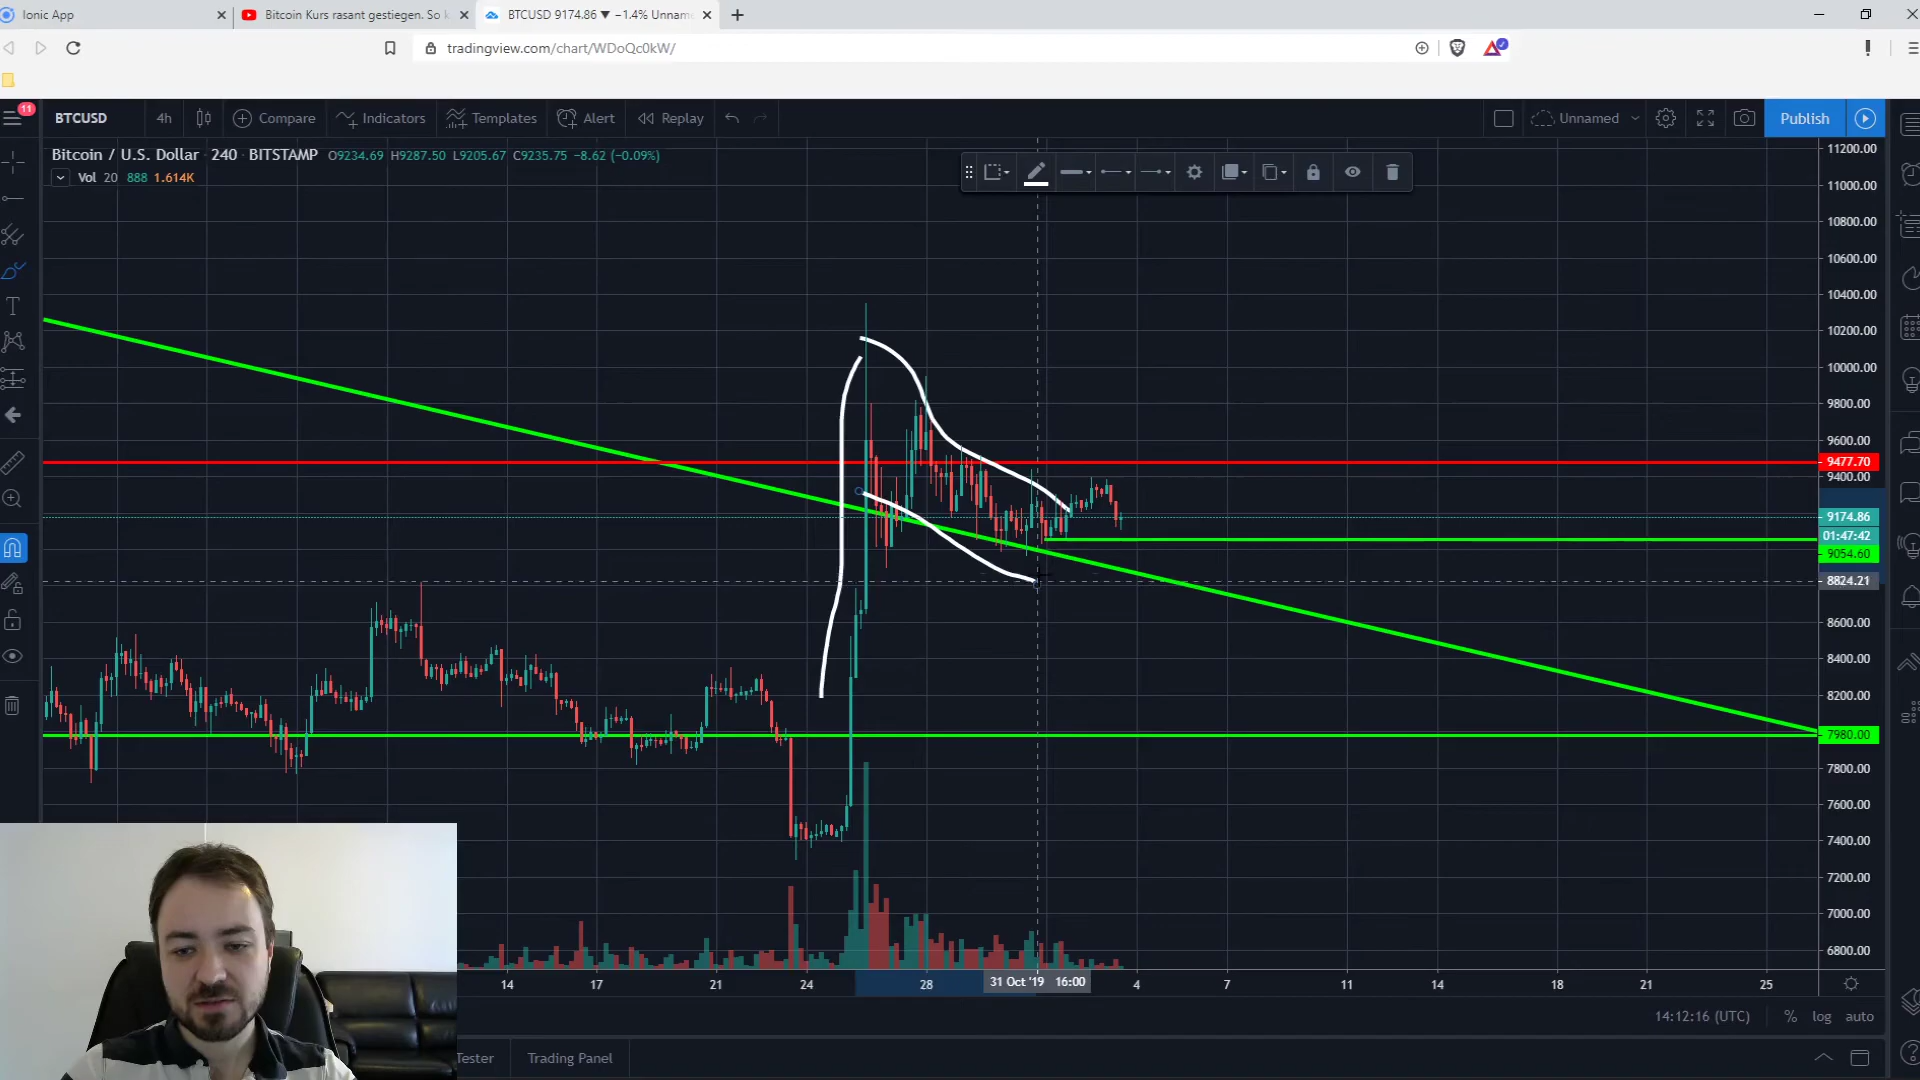 Ionic App
Bitcoin Kurs rasant gestiegen. So k
BTCUSD 9174.86 ▼ −1.4% Unnam
tradingview.com/chart/WDoQc0kW/
11
BTCUSD 4h Compare Indicators Templates Alert Replay Unnamed Publish
Bitcoin / U.S. Dollar 240 BITSTAMP O9234.69 H9287.50 L9205.67 C9235.75 -8.62 (-0.09%)
Vol 20 888 1.614K
11200.00
11000.00
10800.00
10600.00
10400.00
10200.00
10000.00
9800.00
9600.00
9477.70
9400.00
9174.86
01:47:42
9054.60
8824.21
8600.00
8400.00
8200.00
7980.00
7800.00
7600.00
7400.00
7200.00
7000.00
6800.00
14 17 21 24 28 31 Oct '19 16:00 4 7 11 14 18 21 25
14:12:16 (UTC) % log auto
Tester Trading Panel